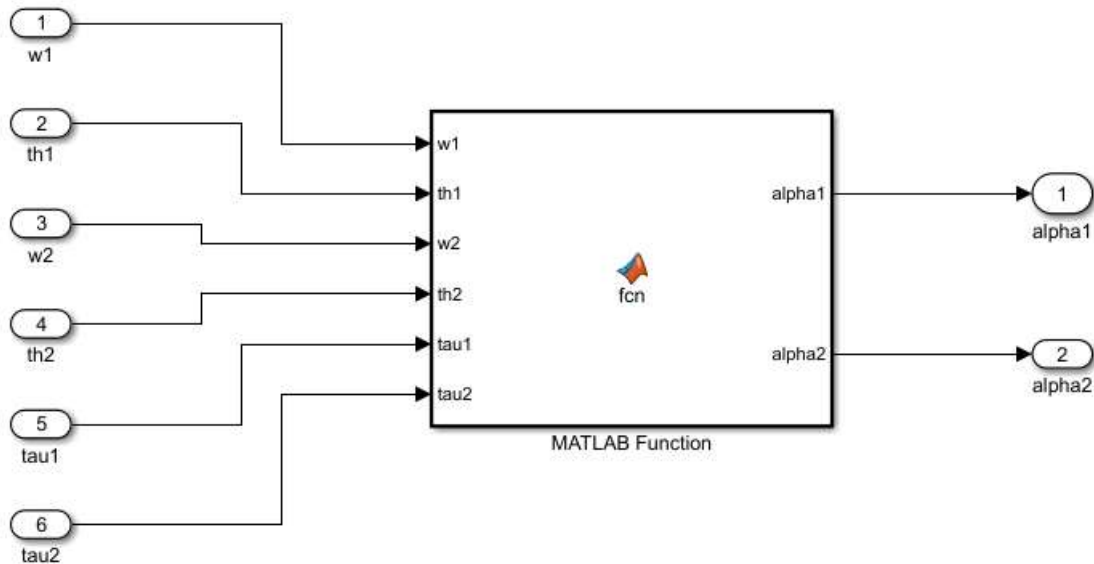 1
w1
2
th1
3
w2
4
th2
5
tau1
6
tau2
w1
th1
w2
th2
tau1
tau2
fcn
alpha1
alpha2
MATLAB Function
1
alpha1
2
alpha2